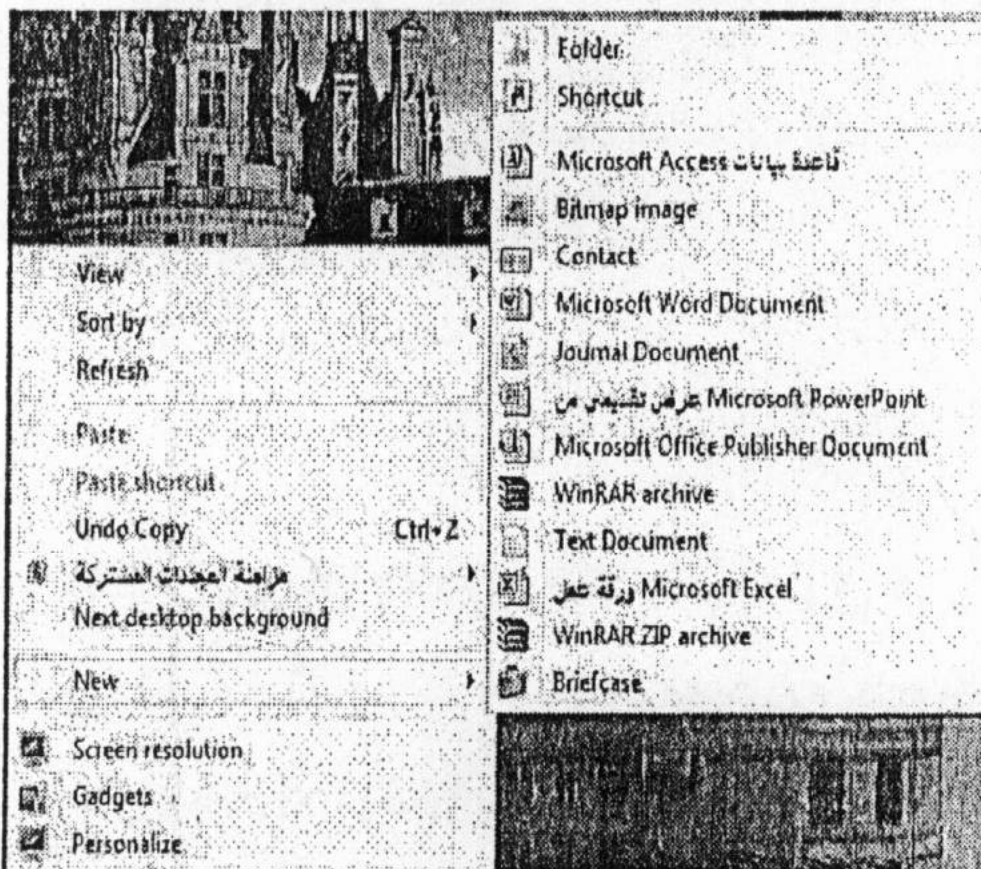 View
Sort by
Refresh
Paste
Paste shortcut
Undo Copy Ctrl+Z
مزامنة المجلدات المشتركة
Next desktop background
New
Screen resolution
Gadgets
Personalize
Folder
Shortcut
Microsoft Access قاعدة بيانات
Bitmap image
Contact
Microsoft Word Document
Journal Document
عرض تقديمي من Microsoft PowerPoint
Microsoft Office Publisher Document
WinRAR archive
Text Document
ورقة عمل Microsoft Excel
WinRAR ZIP archive
Briefcase